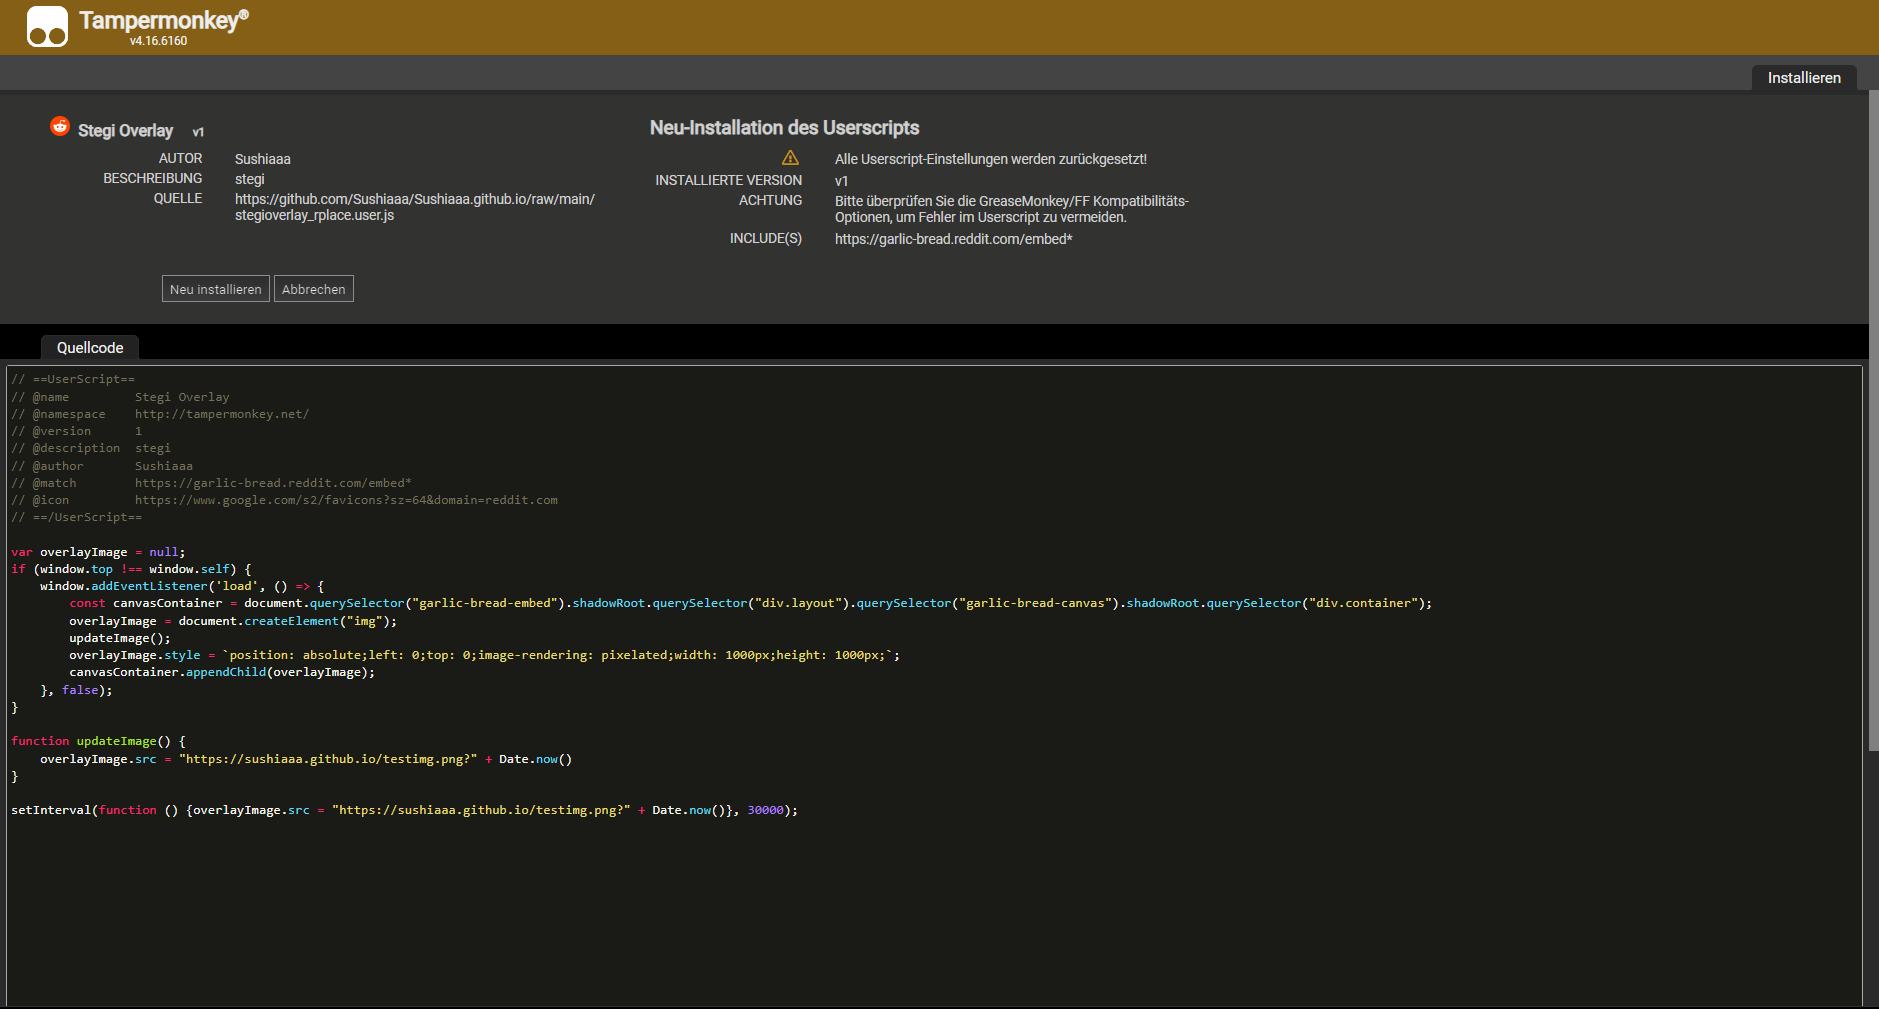 Tampermonkey®
v4.16.6160
Installieren
Stegi Overlay v1
AUTOR Sushiaaa
BESCHREIBUNG stegi
QUELLE https://github.com/Sushiaaa/Sushiaaa.github.io/raw/main/
stegioverlay_rplace.user.js
Neu-Installation des Userscripts
Alle Userscript-Einstellungen werden zurückgesetzt!
INSTALLIERTE VERSION v1
ACHTUNG Bitte überprüfen Sie die GreaseMonkey/FF Kompatibilitäts-
Optionen, um Fehler im Userscript zu vermeiden.
INCLUDE(S) https://garlic-bread.reddit.com/embed*
Neu installieren Abbrechen
Quellcode
// ==UserScript==
// @name         Stegi Overlay
// @namespace    http://tampermonkey.net/
// @version      1
// @description  stegi
// @author       Sushiaaa
// @match        https://garlic-bread.reddit.com/embed*
// @icon         https://www.google.com/s2/favicons?sz=64&domain=reddit.com
// ==/UserScript==
var overlayImage = null;
if (window.top !== window.self) {
    window.addEventListener('load', () => {
        const canvasContainer = document.querySelector("garlic-bread-embed").shadowRoot.querySelector("div.layout").querySelector("garlic-bread-canvas").shadowRoot.querySelector("div.container");
        overlayImage = document.createElement("img");
        updateImage();
        overlayImage.style = `position: absolute;left: 0;top: 0;image-rendering: pixelated;width: 1000px;height: 1000px;`;
        canvasContainer.appendChild(overlayImage);
    }, false);
}
function updateImage() {
    overlayImage.src = "https://sushiaaa.github.io/testimg.png?" + Date.now()
}
setInterval(function () {overlayImage.src = "https://sushiaaa.github.io/testimg.png?" + Date.now()}, 30000);